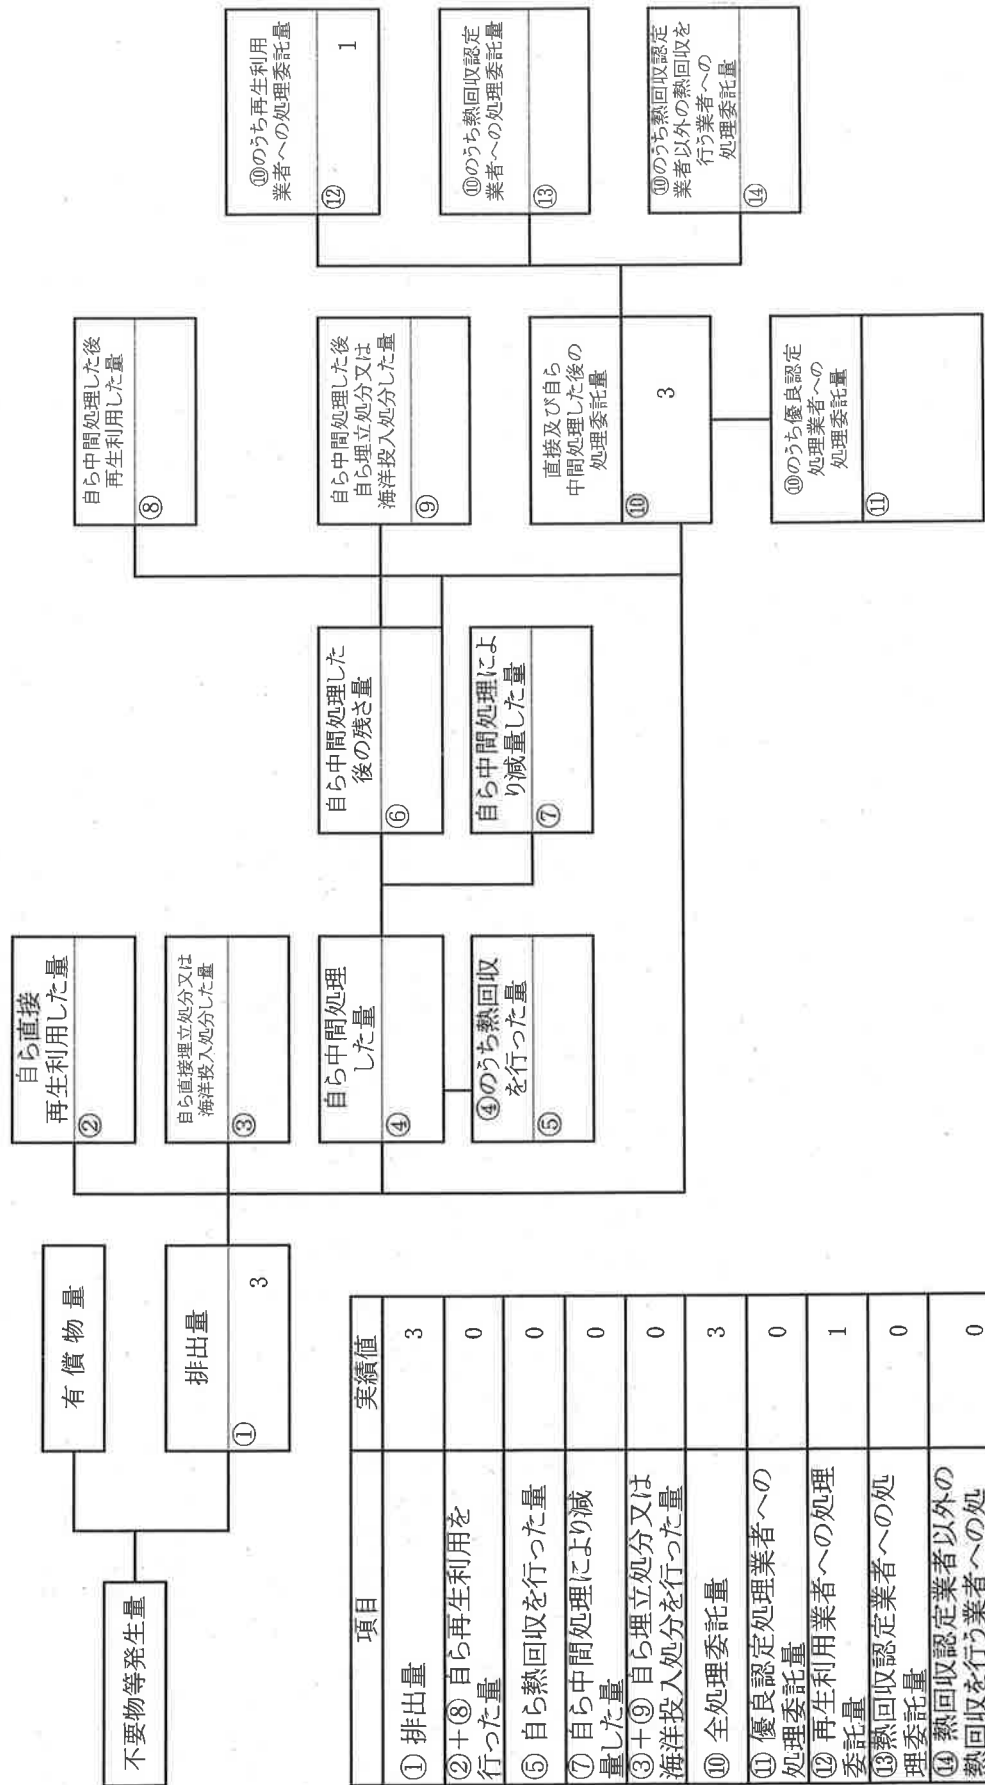 不要物等発生量
有償物量
排出量
①
3
自ら直接
再生利用した量
②
自ら直接埋立処分又は
海洋投入処分した量
③
自ら中間処理
した量
④
④のうち熱回収
を行った量
⑤
自ら中間処理した
後の残さ量
⑥
自ら中間処理によ
り減量した量
⑦
自ら中間処理した後
再生利用した量
⑧
自ら中間処理した後
自ら埋立処分又は
海洋投入処分した量
⑨
直接及び自ら
中間処理した後の
処理委託量
⑩
3
⑩のうち優良認定
処理業者への
処理委託量
⑪
⑩のうち再生利用
業者への処理委託量
⑫
1
⑩のうち熱回収認定
業者への処理委託量
⑬
⑩のうち熱回収認定
業者以外の熱回収を
行う業者への
処理委託量
⑭
項目 実績値
① 排出量 3
②+⑧ 自ら再生利用を
行った量 0
⑤ 自ら熱回収を行った量 0
⑦ 自ら中間処理により減
量した量 0
③+⑨ 自ら埋立処分又は
海洋投入処分を行った量 0
⑩ 全処理委託量 3
⑪ 優良認定処理業者への
処理委託量 0
⑫ 再生利用業者への処理
委託量 1
⑬熱回収認定業者への処
理委託量 0
⑭ 熱回収認定業者以外の
熱回収を行う業者への処 0